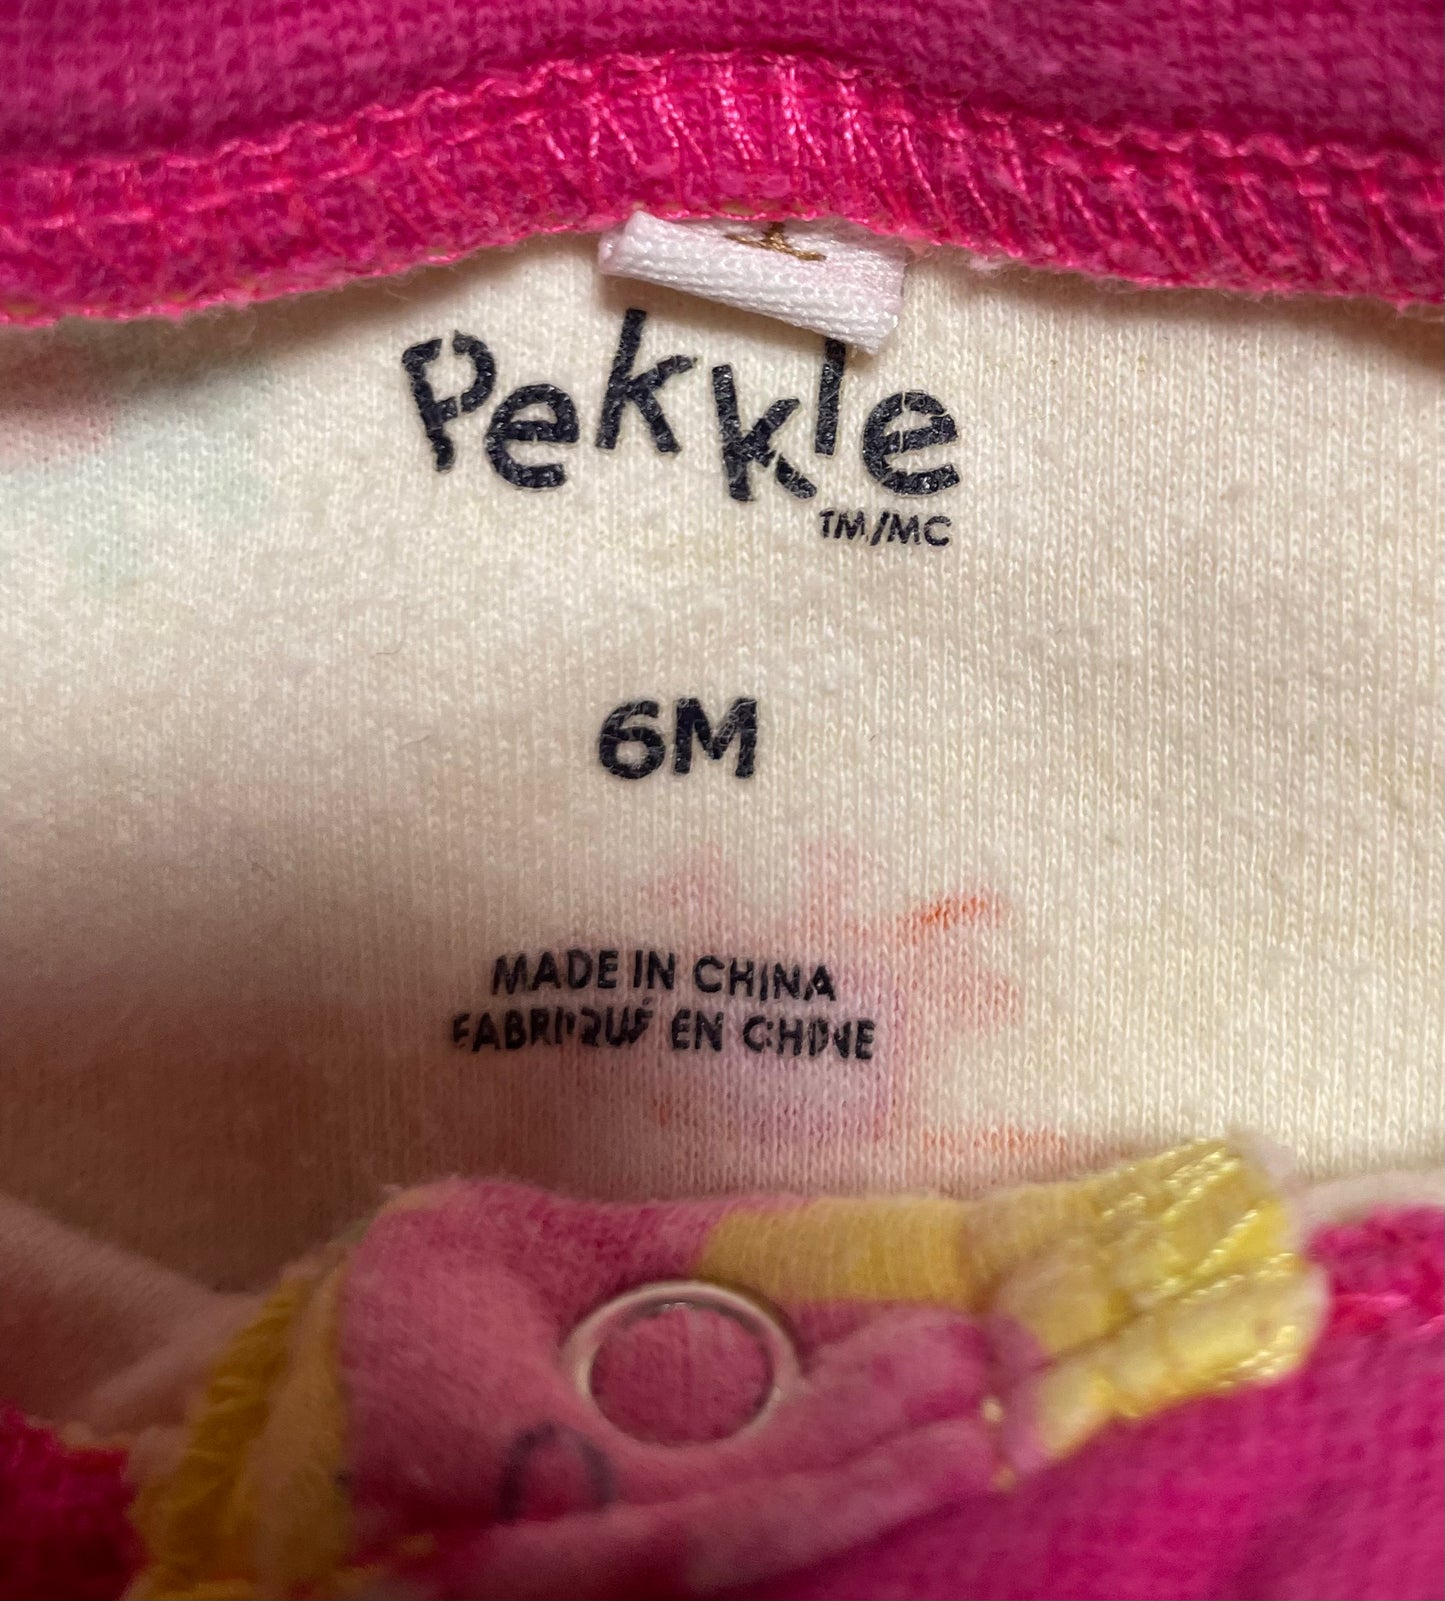 Pekkle
TM/MC
6M
MADE IN CHINA
FABRIQUÉ EN CHINE